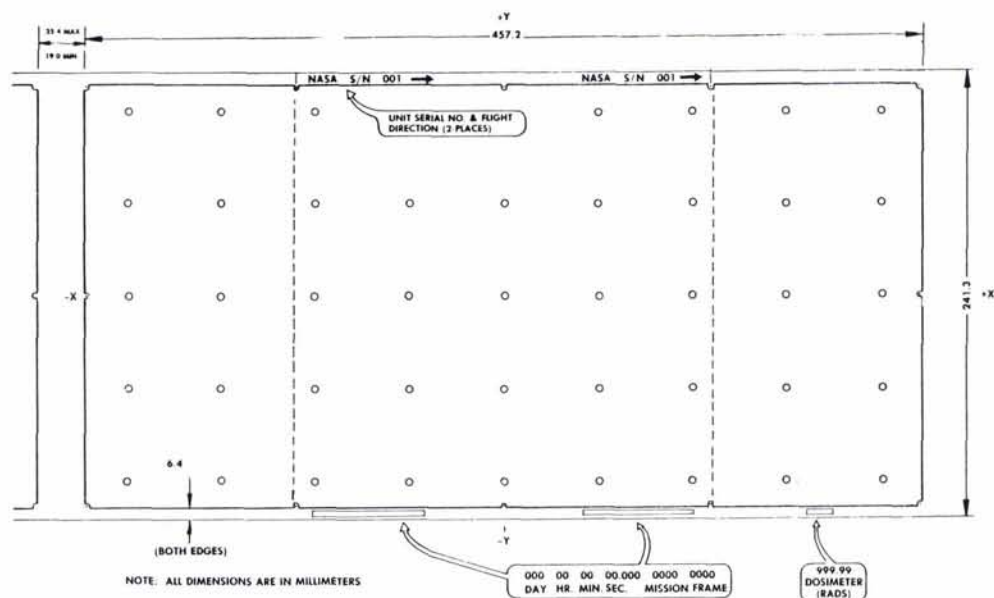 +Y
25.4 MAX
457.2
19.0 MIN
NASA S/N 001
NASA S/N 001
UNIT SERIAL NO. & FLIGHT
DIRECTION (2 PLACES)
-X
241.3
+X
6.4
(BOTH EDGES)
-Y
NOTE: ALL DIMENSIONS ARE IN MILLIMETERS
000 00 00 00.000 0000 0000
DAY HR. MIN. SEC. MISSION FRAME
999.99
DOSIMETER
(RADS)